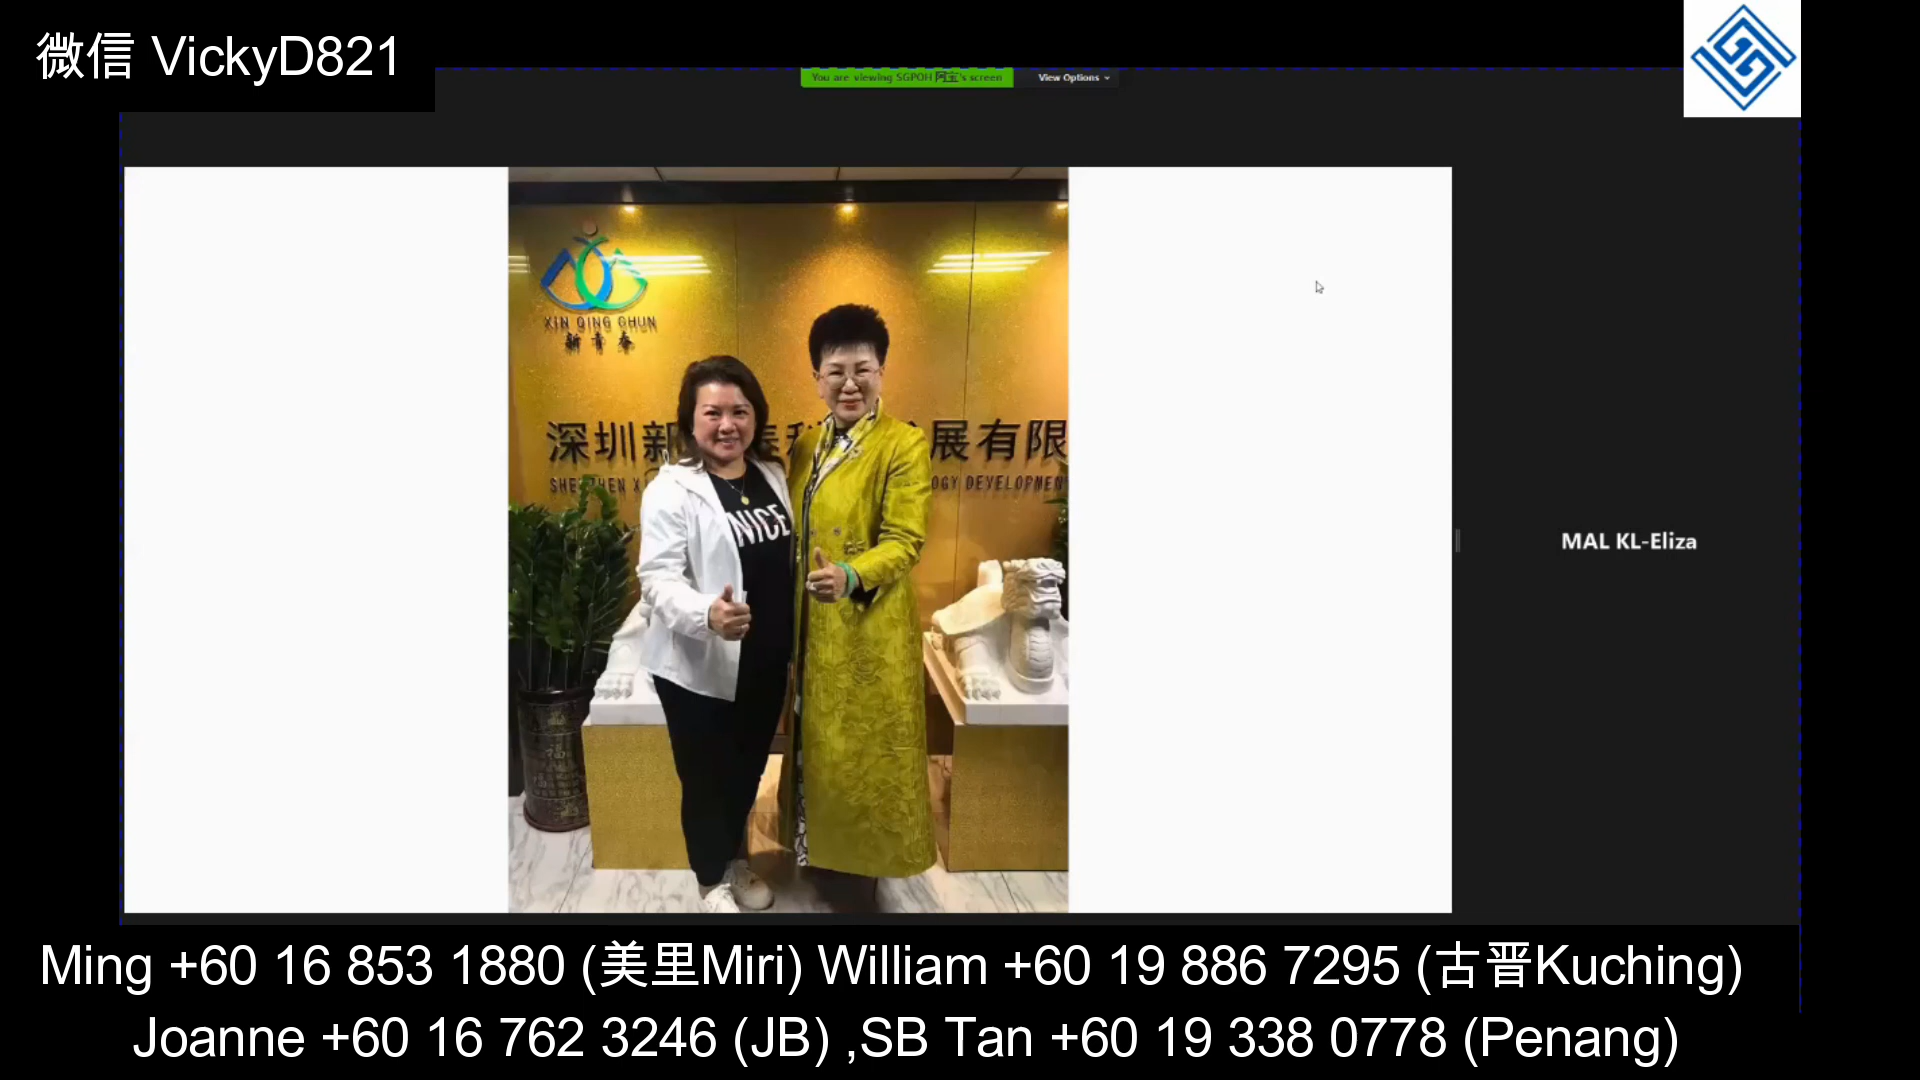 微信 VickyD821
You are viewing SGPOH 阿宝's screen
View Options
XIN QING CHUN
新青春
深圳新 展有限
OGY DEVELOPMEN
NICE
MAL KL-Eliza
Ming +60 16 853 1880 (美里Miri) William +60 19 886 7295 (古晋Kuching)
Joanne +60 16 762 3246 (JB) ,SB Tan +60 19 338 0778 (Penang)